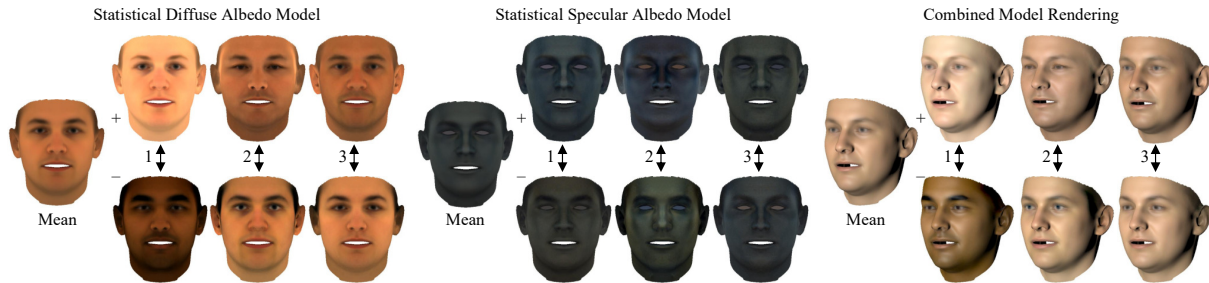 Statistical Diffuse Albedo Model
Statistical Specular Albedo Model
Combined Model Rendering
+
1
2
3
−
Mean
+
1
2
3
−
Mean
+
1
2
3
−
Mean